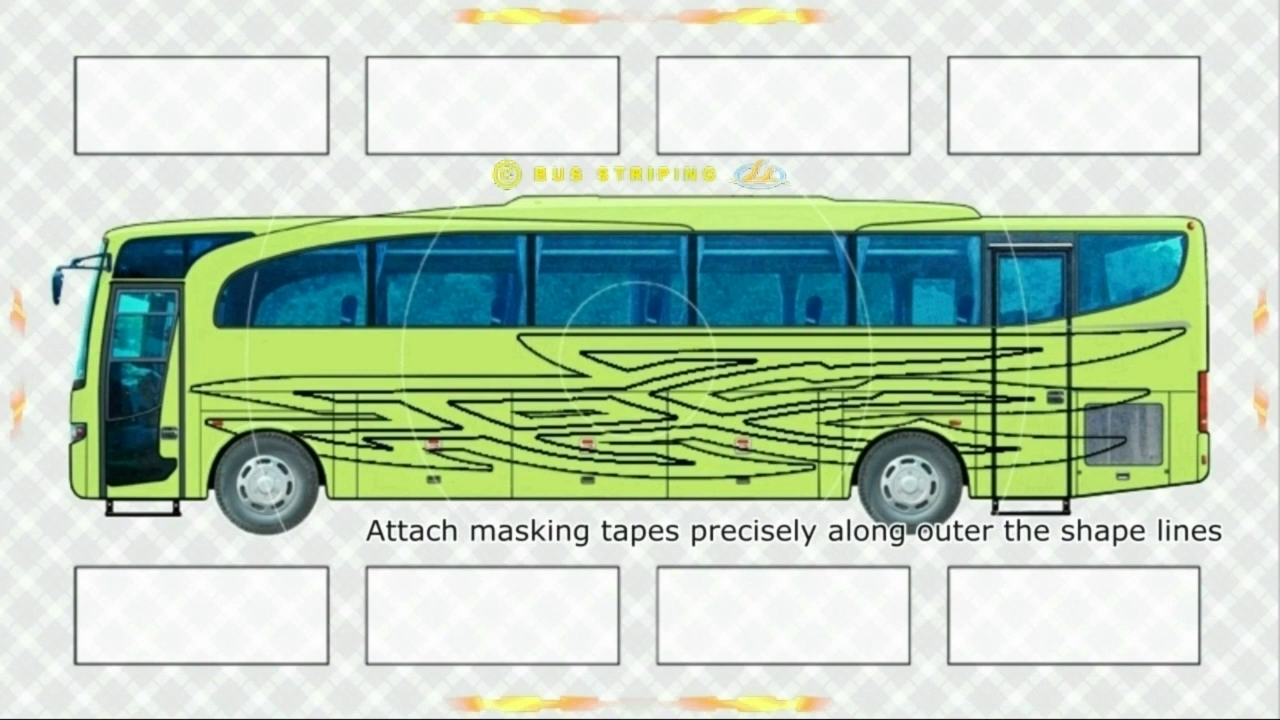 BUS STRIPING
Attach masking tapes precisely along outer the shape lines